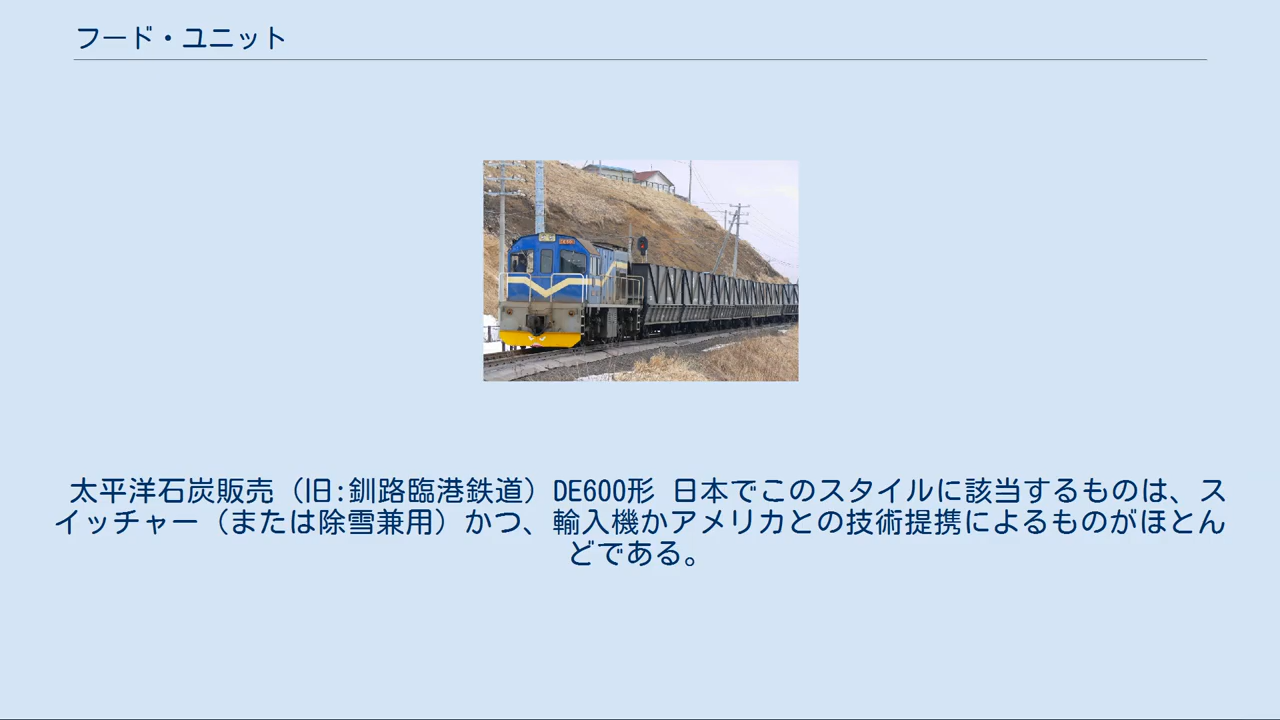 フード・ユニット
太平洋石炭販売（旧:釧路臨港鉄道）DE600形 日本でこのスタイルに該当するものは、ス
イッチャー（または除雪兼用）かつ、輸入機かアメリカとの技術提携によるものがほとん
どである。